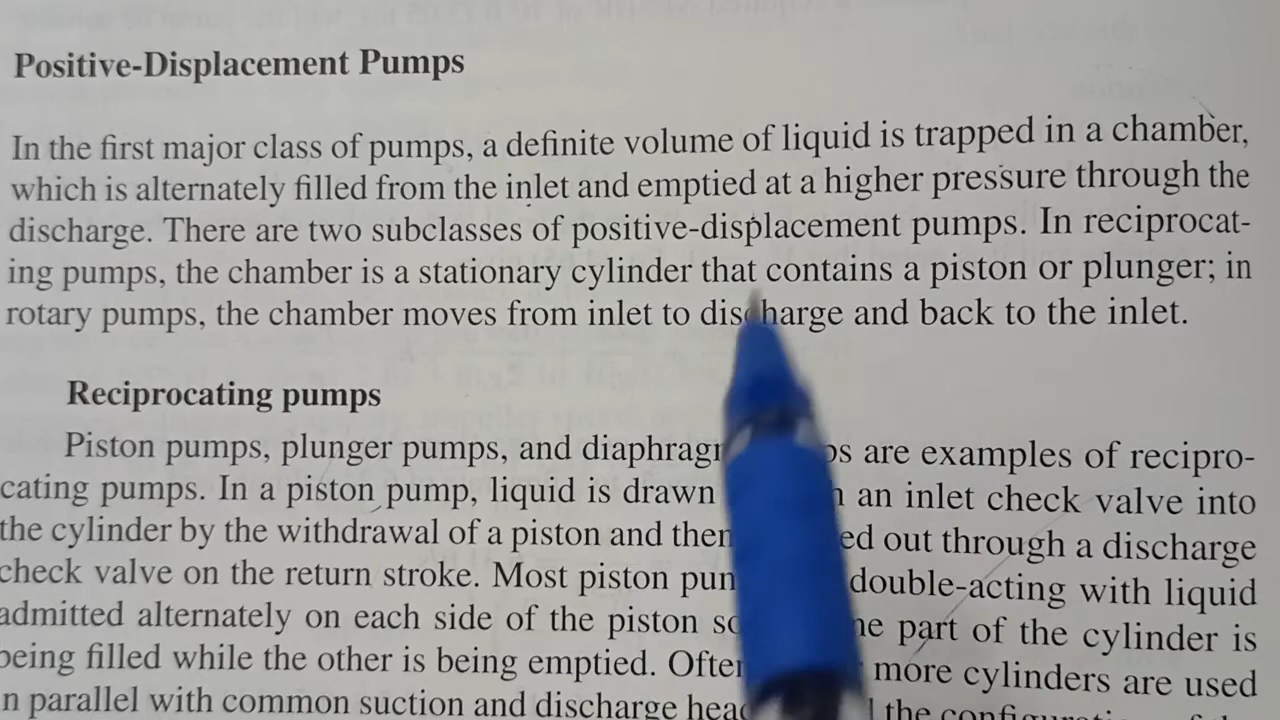 Positive-Displacement Pumps
In the first major class of pumps, a definite volume of liquid is trapped in a chamber,
which is alternately filled from the inlet and emptied at a higher pressure through the
discharge. There are two subclasses of positive-displacement pumps. In reciprocat-
ing pumps, the chamber is a stationary cylinder that contains a piston or plunger; in
rotary pumps, the chamber moves from inlet to discharge and back to the inlet.
Reciprocating pumps
Piston pumps, plunger pumps, and are examples of recipro-
cating pumps. In a piston pump, liquid is drawn an inlet check valve into
the cylinder by the withdrawal of a piston and then out through a discharge
check valve on the return stroke. Most piston double-acting with liquid
admitted alternately on each side of the piston part of the cylinder is
being filled while the other is being emptied. Often more cylinders are used
in parallel with common suction and discharge the